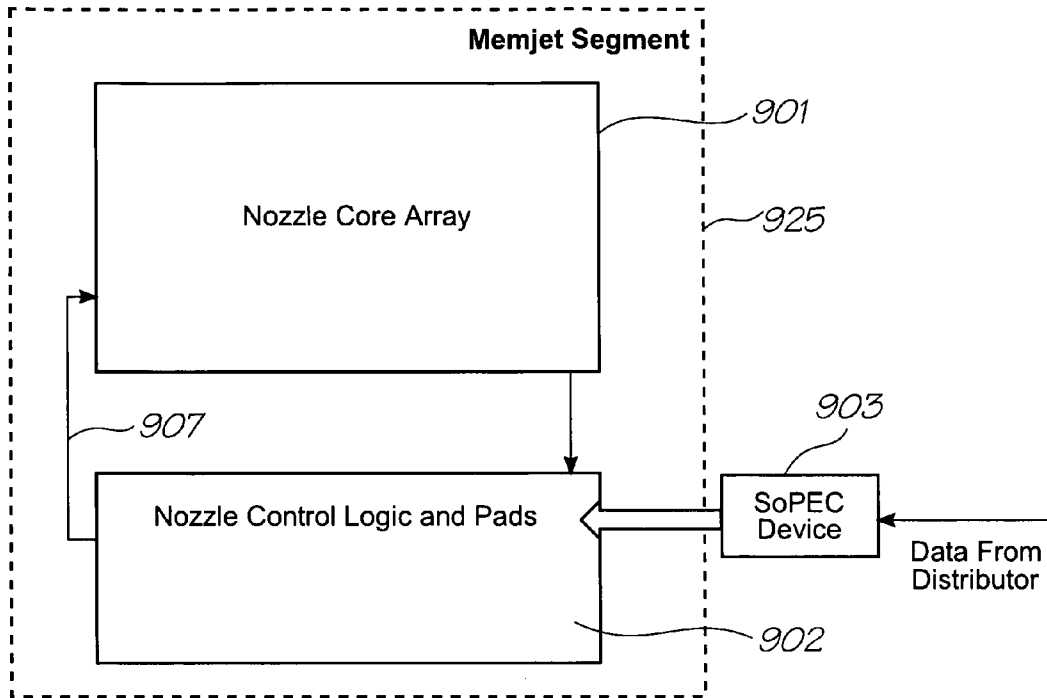 Memjet Segment
901
Nozzle Core Array
925
907
903
Nozzle Control Logic and Pads
SoPEC
Device
Data From
Distributor
902